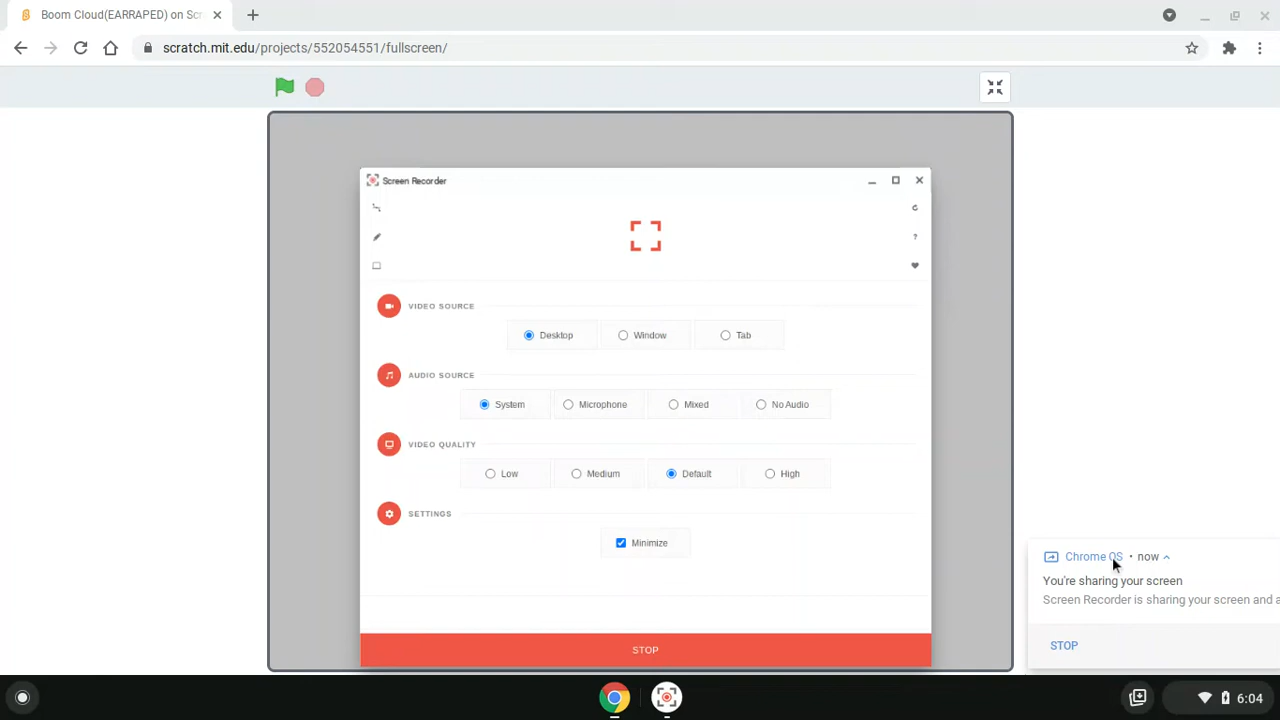 Boom Cloud(EARRAPED) on Scr
scratch.mit.edu/projects/552054551/fullscreen/
Screen Recorder
?
VIDEO SOURCE
Desktop Window Tab
AUDIO SOURCE
System Microphone Mixed No Audio
VIDEO QUALITY
Low Medium Default High
SETTINGS
Minimize
STOP
Chrome OS • now
You're sharing your screen
Screen Recorder is sharing your screen and a
STOP
6:04